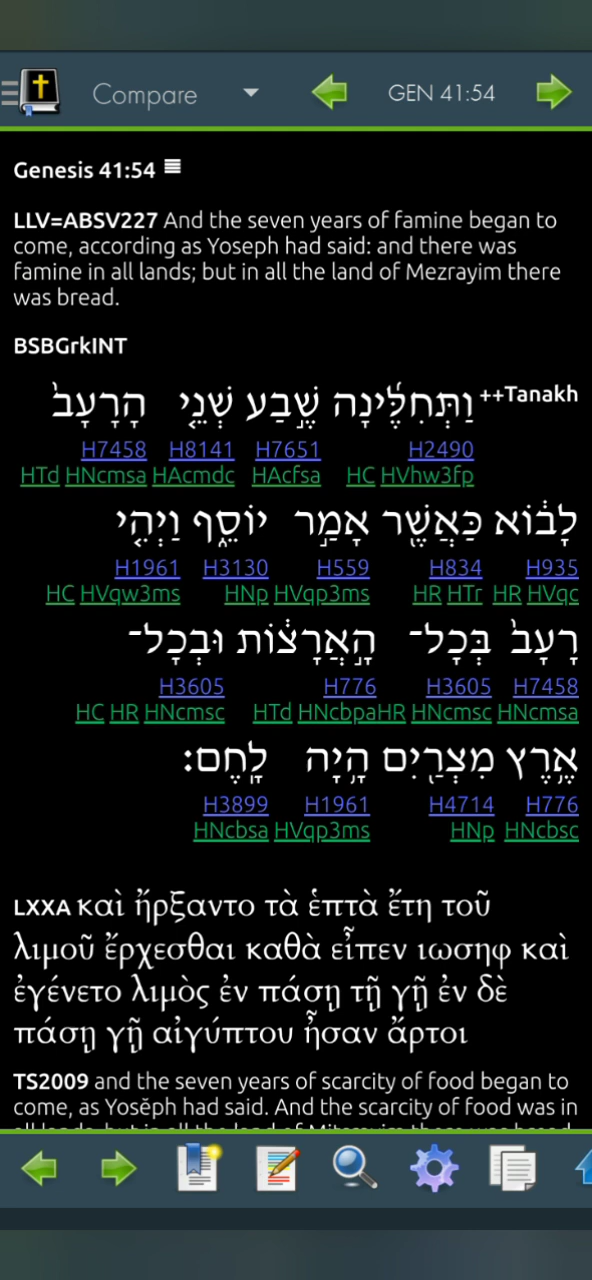 Compare
GEN 41:54
Genesis 41:54
LLV=ABSV227 And the seven years of famine began to
come, according as Yoseph had said: and there was
famine in all lands; but in all the land of Mezrayim there
was bread.
BSBGrkINT
++Tanakh וַתְּחִלֶּ֜ינָה שֶׁ֣בַע שְׁנֵ֤י הָרָעָב֙
H7458 H8141 H7651 H2490
HTd HNcmsa HAcmdc HAcfsa HC HVhw3fp
לָב֔וֹא כַּאֲשֶׁ֖ר אָמַ֣ר יוֹסֵ֑ף וַיְהִ֤י
H1961 H3130 H559 H834 H935
HC HVqw3ms HNp HVqp3ms HR HTr HR HVqc
רָעָב֙ בְּכָל־ הָ֣אֲרָצ֔וֹת וּבְכָל־
H3605 H776 H3605 H7458
HC HR HNcmsc HTd HNcbpaHR HNcmsc HNcmsa
אֶ֥רֶץ מִצְרַ֖יִם הָ֥יָה לָֽחֶם׃
H3899 H1961 H4714 H776
HNcbsa HVqp3ms HNp HNcbsc
LXXA καὶ ἤρξαντο τὰ ἑπτὰ ἔτη τοῦ
λιμοῦ ἔρχεσθαι καθὰ εἶπεν ιωσηφ καὶ
ἐγένετο λιμὸς ἐν πάσῃ τῇ γῇ ἐν δὲ
πάσῃ γῇ αἰγύπτου ἦσαν ἄρτοι
TS2009 and the seven years of scarcity of food began to
come, as Yosĕph had said. And the scarcity of food was in